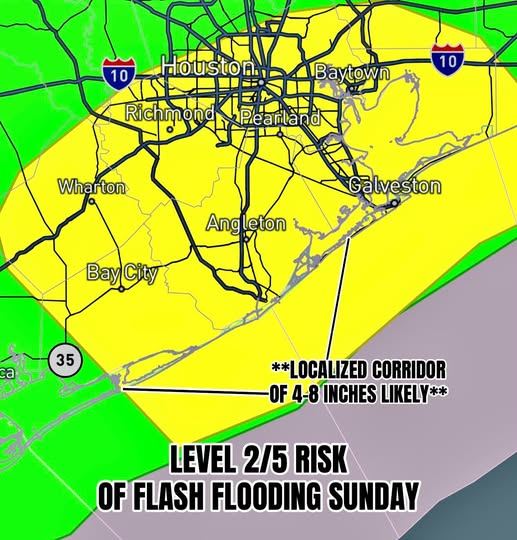 10
10
Houston
Baytown
Richmond
Pearland
Wharton
Galveston
Angleton
Bay City
35
ca
**LOCALIZED CORRIDOR
OF 4-8 INCHES LIKELY**
LEVEL 2/5 RISK
OF FLASH FLOODING SUNDAY